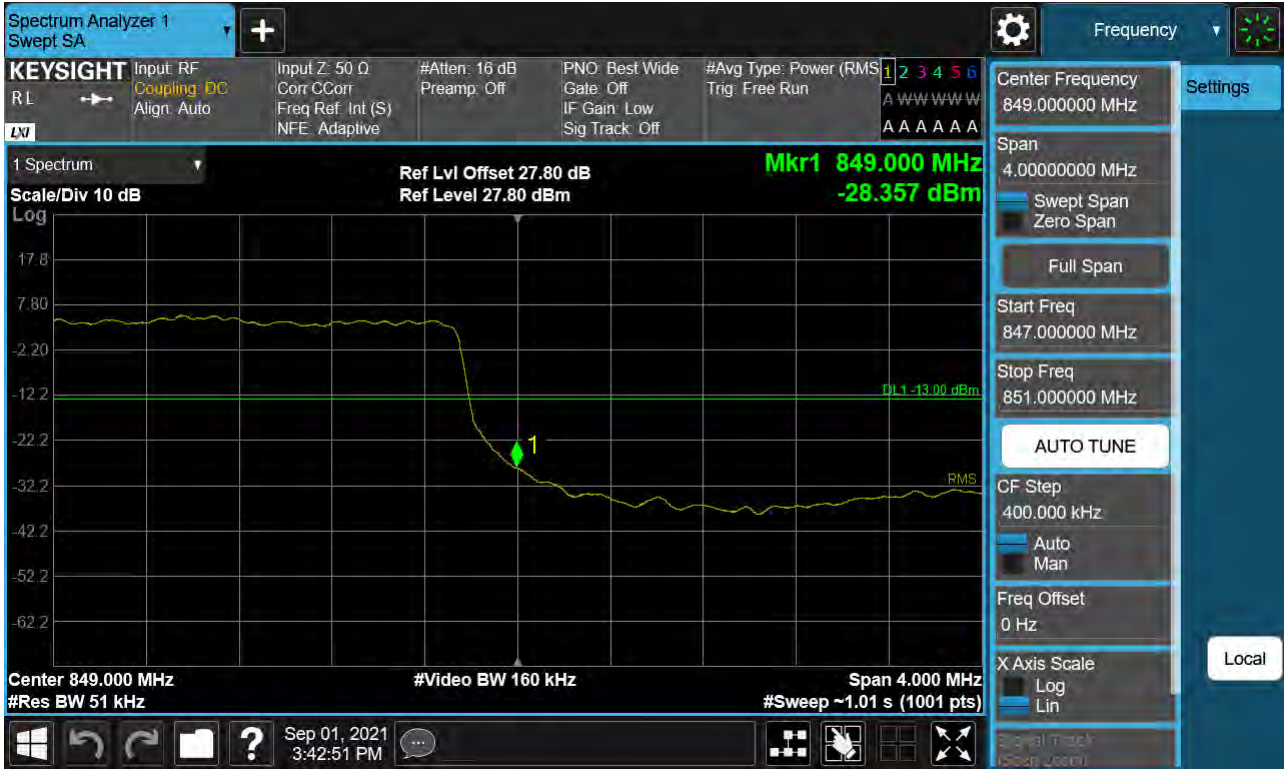 Spectrum Analyzer 1
Swept SA
Frequency
KEYSIGHT
R L
LXI
Input: RF
Coupling: DC
Align: Auto
Input Z: 50 Ω
Corr CCorr
Freq Ref: Int (S)
NFE: Adaptive
#Atten: 16 dB
Preamp: Off
PNO: Best Wide
Gate: Off
IF Gain: Low
Sig Track: Off
#Avg Type: Power (RMS
Trig: Free Run
1 2 3 4 5 6
A W W W W W
A A A A A A
1 Spectrum
Scale/Div 10 dB
Log
Ref Lvl Offset 27.80 dB
Ref Level 27.80 dBm
Mkr1 849.000 MHz
-28.357 dBm
17.8
7.80
-2.20
-12.2
-22.2
-32.2
-42.2
-52.2
-62.2
DL1 -13.00 dBm
1
RMS
Center 849.000 MHz
#Video BW 160 kHz
Span 4.000 MHz
#Res BW 51 kHz
#Sweep ~1.01 s (1001 pts)
Center Frequency
849.000000 MHz
Settings
Span
4.00000000 MHz
Swept Span
Zero Span
Full Span
Start Freq
847.000000 MHz
Stop Freq
851.000000 MHz
AUTO TUNE
CF Step
400.000 kHz
Auto
Man
Freq Offset
0 Hz
X Axis Scale
Log
Lin
Local
Signal Track
(Span Zoom)
?
Sep 01, 2021
3:42:51 PM